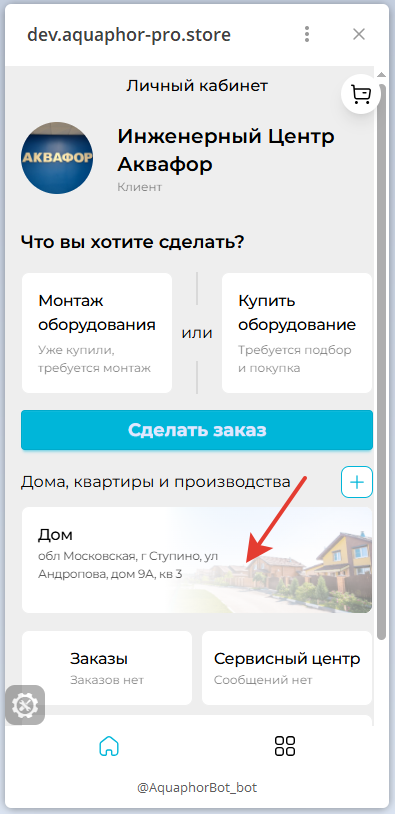 dev.aquaphor-pro.store
Личный кабинет
АКВАФОР
Инженерный Центр
Аквафор
Клиент
Что вы хотите сделать?
Монтаж
оборудования
Уже купили,
требуется монтаж
или
Купить
оборудование
Требуется подбор
и покупка
Сделать заказ
Дома, квартиры и производства
Дом
обл Московская, г Ступино, ул
Андропова, дом 9А, кв 3
Заказы
Заказов нет
Сервисный центр
Сообщений нет
@AquaphorBot_bot